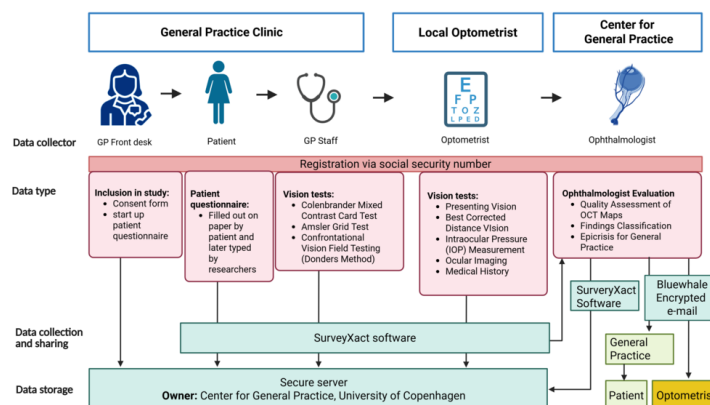 General Practice Clinic
Local Optometrist
Center for
General Practice
E
F P
T O Z
L P E D
Data collector
GP Front desk
Patient
GP Staff
Optometrist
Ophthalmologist
Registration via social security number
Data type
Inclusion in study:
• Consent form
• start up
patient
questionnaire
Patient
questionnaire:
• Filled out on
paper by
patient and
later typed
by
researchers
Vision tests:
• Colenbrander Mixed
Contrast Card Test
• Amsler Grid Test
• Confrontational
Vision Field Testing
(Donders Method)
Vision tests:
• Presenting Vision
• Best Corrected
Distance VIsion
• Intraocular Pressure
(IOP) Measurement
• Ocular Imaging
• Medical History
Ophthalmologist Evaluation
• Quality Assessment of
OCT Maps
• Findings Classification
• Epicrisis for General
Practice
SurveryXact
Software
Bluewhale
Encrypted
e-mail
Data collection
and sharing
SurveyXact software
General
Practice
Data storage
Secure server
Owner: Center for General Practice, University of Copenhagen
Patient
Optometris